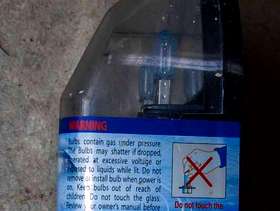 WARNING
Bulbs contain gas under pressure.
The Bulbs may shatter if dropped,
operated at excessive voltage or
exposed to liquids while lit. Do not
remove or install bulb when power is
on. Keep bulbs out of reach of
children. Do not touch the glass.
Review your owner's manual before
Do not touch the